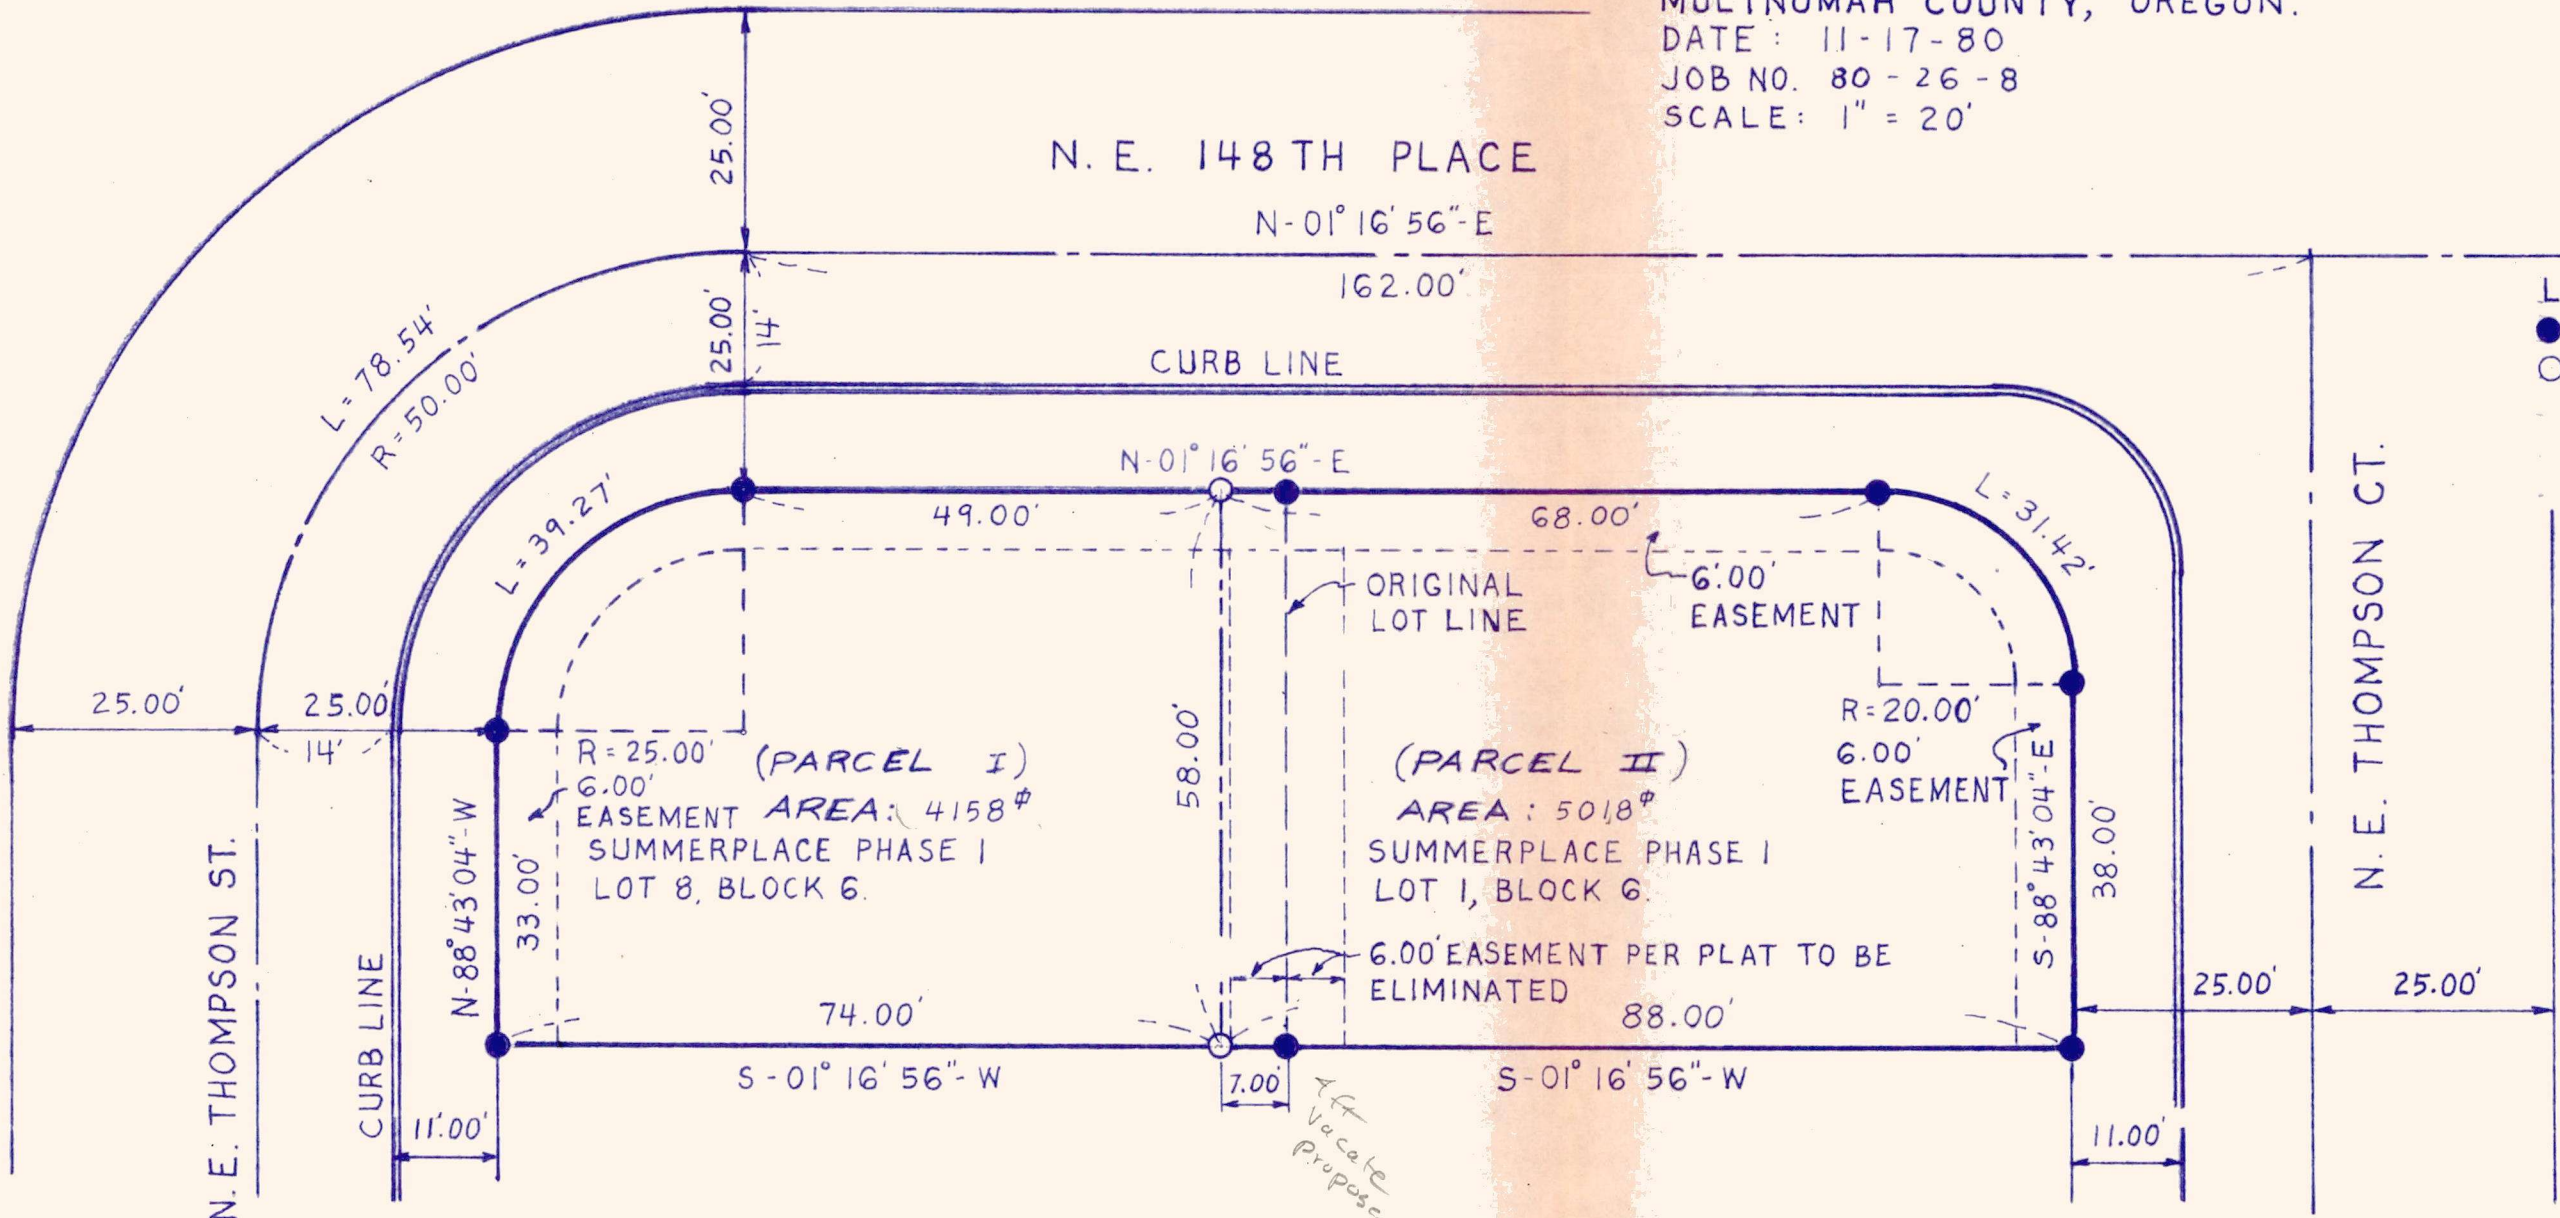 MULTNOMAH COUNTY, OREGON.
DATE: 11-17-80
JOB NO. 80-26-8
SCALE: 1" = 20'
25.00'
N. E. 148TH PLACE
N-01° 16' 56"-E
162.00'
25.00'
14'
L
CURB LINE
L=78.54'
R=50.00'
N-01° 16' 56"-E
49.00'
68.00'
L=39.27'
L=31.42'
ORIGINAL
LOT LINE
6.00'
EASEMENT
N. E. THOMPSON CT.
25.00'
25.00'
14'
R=25.00'
6.00'
EASEMENT
(PARCEL I)
AREA: 4158
SUMMERPLACE PHASE 1
LOT 8, BLOCK 6.
58.00'
(PARCEL II)
AREA: 5018
SUMMERPLACE PHASE 1
LOT 1, BLOCK 6.
R=20.00'
6.00'
EASEMENT
S-88° 43' 04"-E
38.00'
N-88° 43' 04"-W
33.00'
N. E. THOMPSON ST.
CURB LINE
6.00' EASEMENT PER PLAT TO BE
ELIMINATED
74.00'
88.00'
25.00'
25.00'
S-01° 16' 56"-W
7.00'
S-01° 16' 56"-W
11.00'
11.00'
vacate